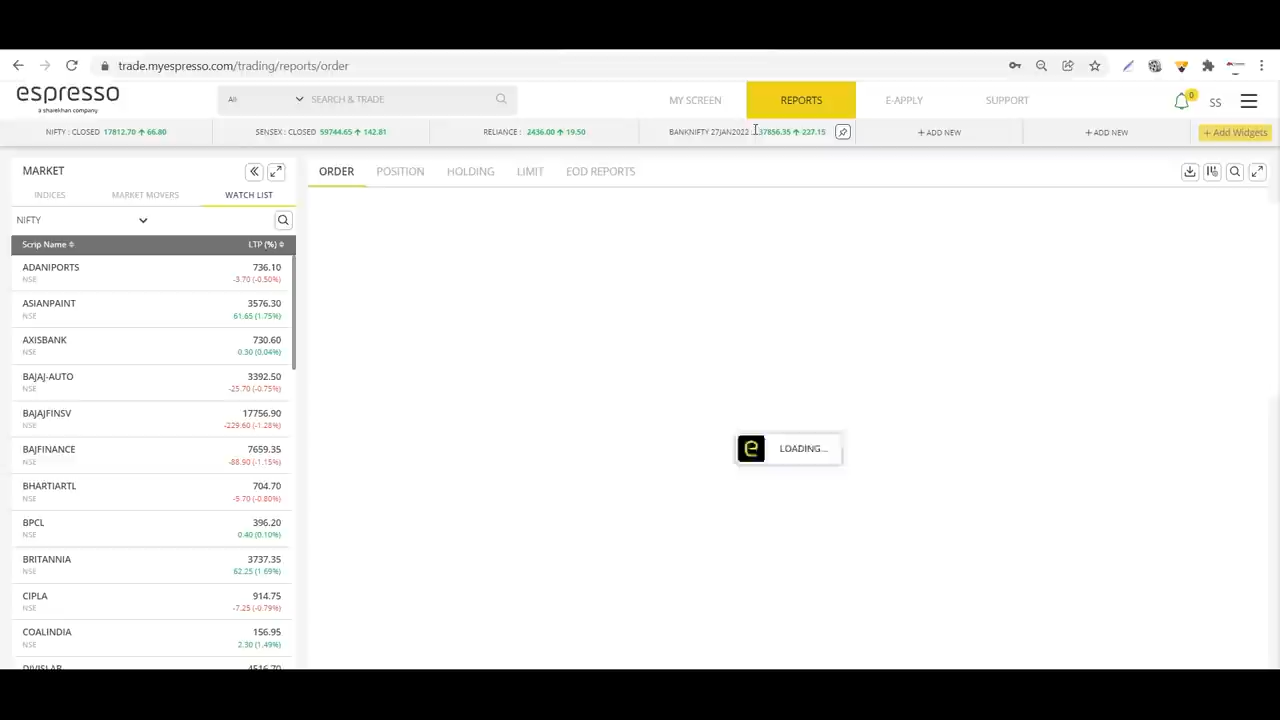 trade.myespresso.com/trading/reports/order
espresso
a sharekhan company
All
SEARCH & TRADE
MY SCREEN
REPORTS
E-APPLY
SUPPORT
0
SS
NIFTY : CLOSED 17812.70 ↑ 66.80
SENSEX : CLOSED 59744.65 ↑ 142.81
RELIANCE : 2436.00 ↑ 19.50
BANKNIFTY 27JAN2022 ... 37856.35 ↑ 227.15
+ ADD NEW
+ ADD NEW
+ Add Widgets
MARKET
INDICES
MARKET MOVERS
WATCH LIST
NIFTY
Scrip Name
LTP (%)
ADANIPORTS 736.10
NSE -3.70 (-0.50%)
ASIANPAINT 3576.30
NSE 61.65 (1.75%)
AXISBANK 730.60
NSE 0.30 (0.04%)
BAJAJ-AUTO 3392.50
NSE -25.70 (-0.75%)
BAJAJFINSV 17756.90
NSE -229.60 (-1.28%)
BAJFINANCE 7659.35
NSE -88.90 (-1.15%)
BHARTIARTL 704.70
NSE -5.70 (-0.80%)
BPCL 396.20
NSE 0.40 (0.10%)
BRITANNIA 3737.35
NSE 62.25 (1.69%)
CIPLA 914.75
NSE -7.25 (-0.79%)
COALINDIA 156.95
NSE 2.30 (1.49%)
DIVISLAB 4516.70
ORDER
POSITION
HOLDING
LIMIT
EOD REPORTS
e
LOADING...